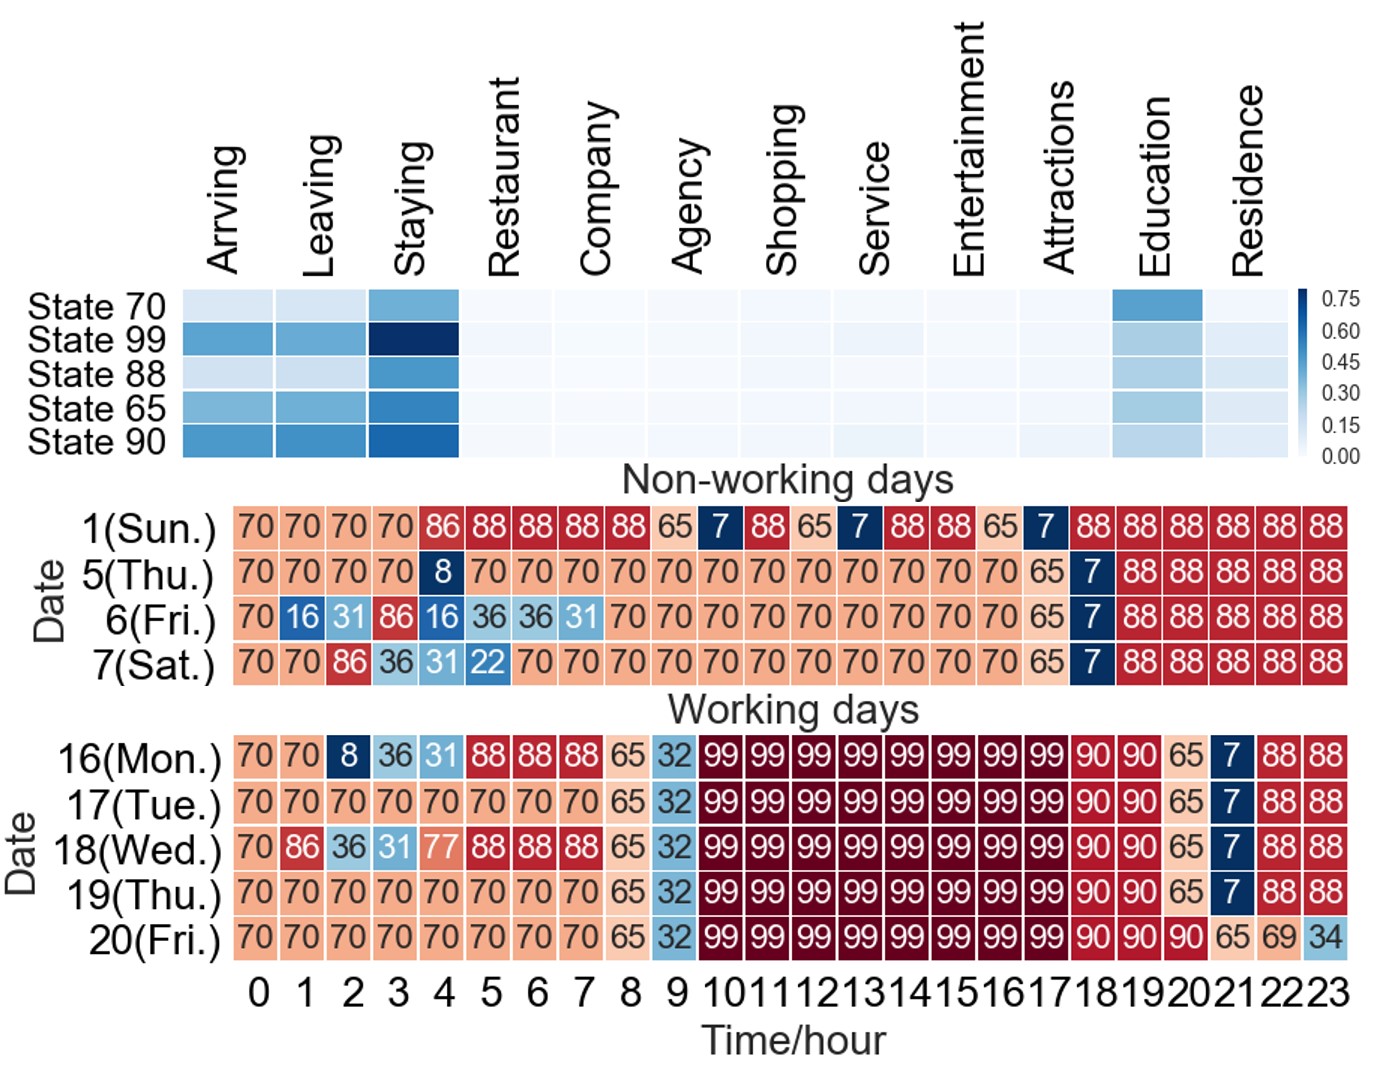 Arrving
Leaving
Staying
Restaurant
Company
Agency
Shopping
Service
Entertainment
Attractions
Education
Residence
State 70
State 99
State 88
State 65
State 90
0.75
0.60
0.45
0.30
0.15
0.00
Non-working days
Date
1(Sun.) 70 70 70 70 86 88 88 88 88 65 7 88 65 7 88 88 65 7 88 88 88 88 88 88
5(Thu.) 70 70 70 70 8 70 70 70 70 70 70 70 70 70 70 70 70 65 7 88 88 88 88 88
6(Fri.) 70 16 31 86 16 36 36 31 70 70 70 70 70 70 70 70 70 65 7 88 88 88 88 88
7(Sat.) 70 70 86 36 31 22 70 70 70 70 70 70 70 70 70 70 70 65 7 88 88 88 88 88
Working days
Date
16(Mon.) 70 70 8 36 31 88 88 88 65 32 99 99 99 99 99 99 99 99 90 90 65 7 88 88
17(Tue.) 70 70 70 70 70 70 70 70 65 32 99 99 99 99 99 99 99 99 90 90 65 7 88 88
18(Wed.) 70 86 36 31 77 88 88 88 65 32 99 99 99 99 99 99 99 99 90 90 65 7 88 88
19(Thu.) 70 70 70 70 70 70 70 70 65 32 99 99 99 99 99 99 99 99 90 90 65 7 88 88
20(Fri.) 70 70 70 70 70 70 70 70 65 32 99 99 99 99 99 99 99 99 90 90 90 65 69 34
0 1 2 3 4 5 6 7 8 9 10 11 12 13 14 15 16 17 18 19 20 21 22 23
Time/hour